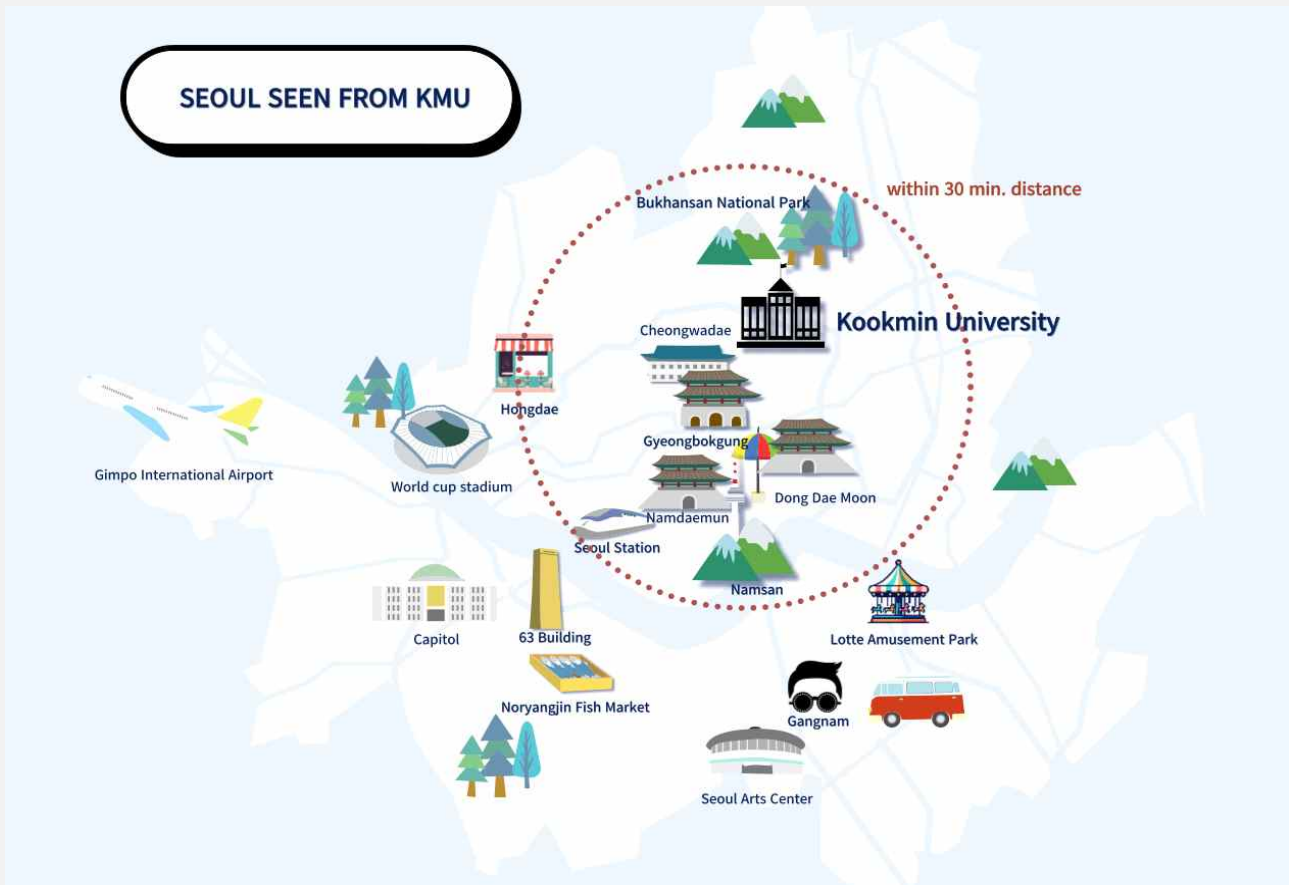 SEOUL SEEN FROM KMU
within 30 min. distance
Bukhansan National Park
Kookmin University
Cheongwadae
Hongdae
Gyeongbokgung
Gimpo International Airport
World cup stadium
Dong Dae Moon
Namdaemun
Seoul Station
Namsan
Capitol
63 Building
Lotte Amusement Park
Noryangjin Fish Market
Gangnam
Seoul Arts Center